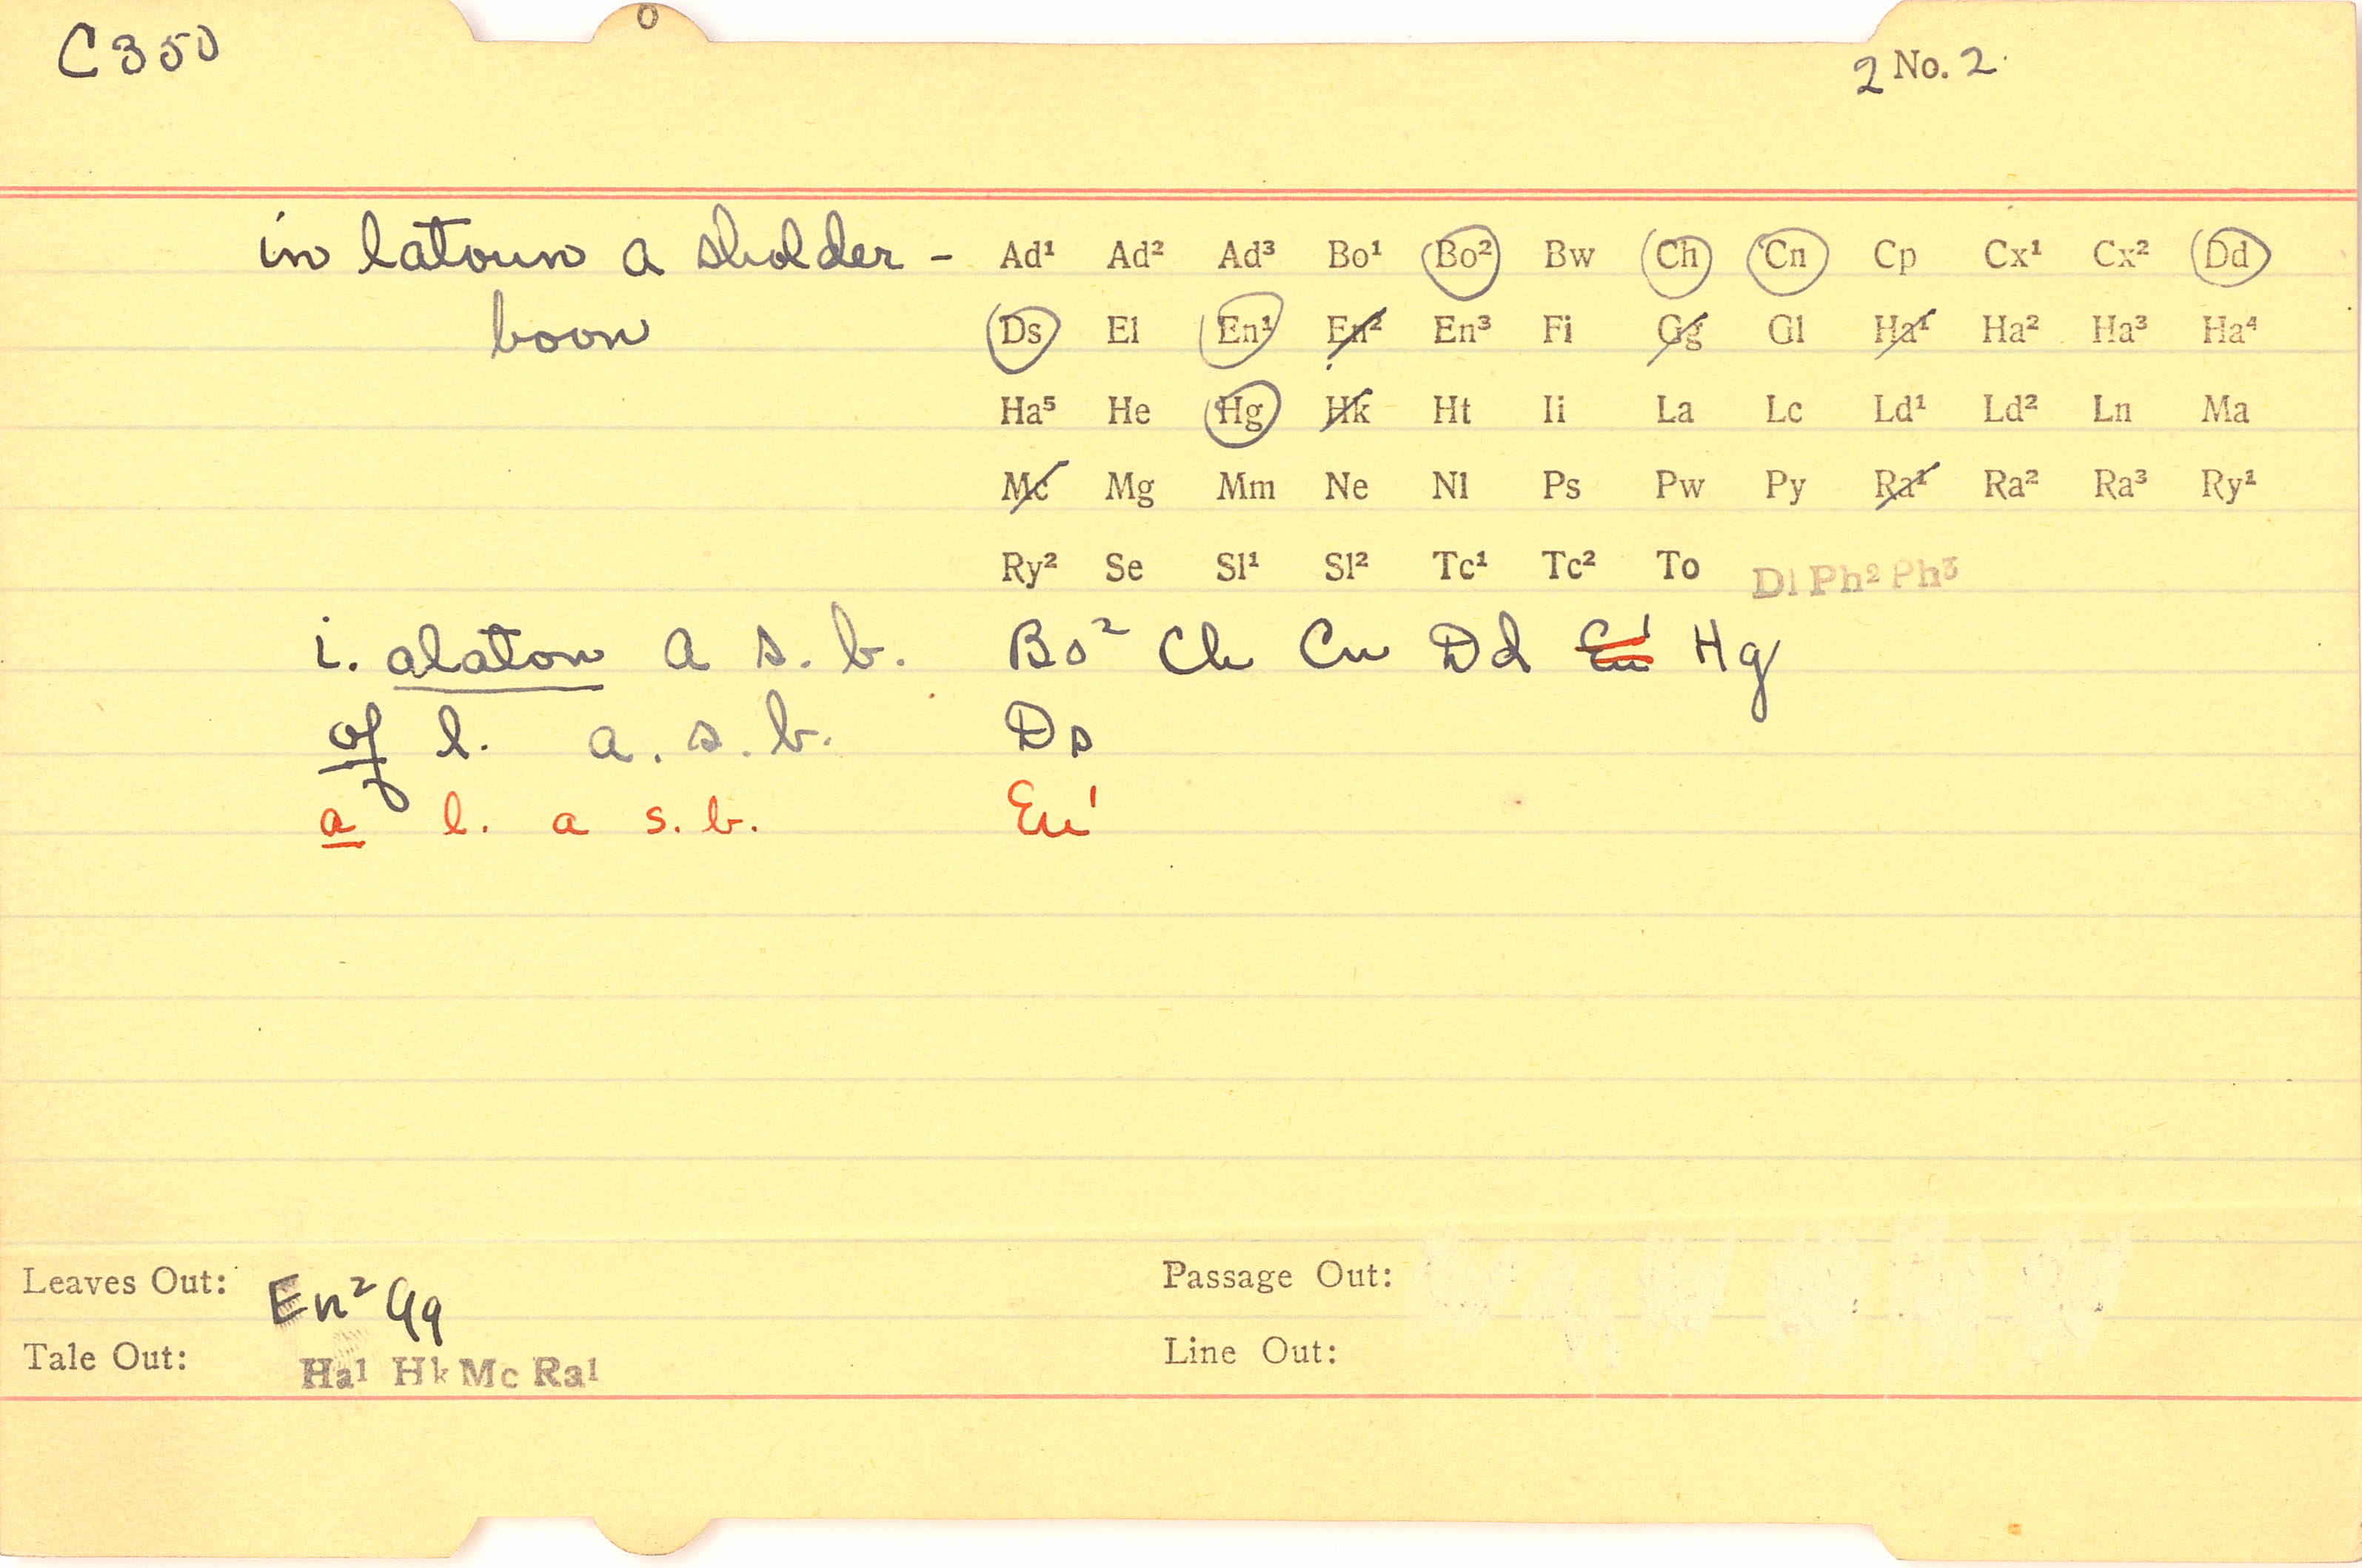 0
C350
2 No. 2
in latoun a sholder -
boon
Ad¹ Ad² Ad³ Bo¹ Bo² Bw Ch Cn Cp Cx¹ Cx² Dd
Ds El En¹ En² En³ Fi Gg Gl Ha¹ Ha² Ha³ Ha⁴
Ha⁵ He Hg Hk Ht Ii La Lc Ld¹ Ld² Ln Ma
Mc Mg Mm Ne Nl Ps Pw Py Ra¹ Ra² Ra³ Ry¹
Ry² Se Sl¹ Sl² Tc¹ Tc² To Dl Ph² Ph³
i. alaton a s. b. Bo² Ch Cn Dd En¹ Hg
of l. a. s. b. Ds
a l. a s. b. En¹
Leaves Out: En² Gg
Passage Out:
Tale Out: Ha¹ Hk Mc Ra¹
Line Out: